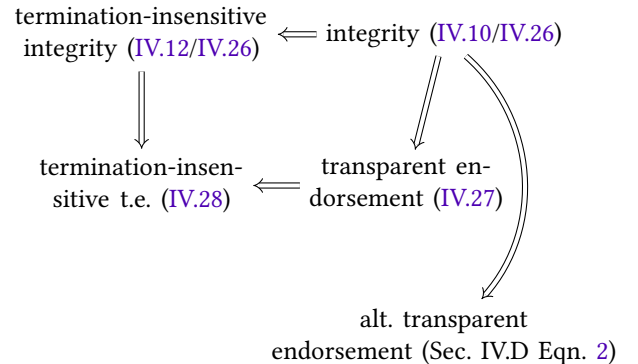 termination-insensitive
integrity (IV.12/IV.26)
integrity (IV.10/IV.26)
termination-insen-
sitive t.e. (IV.28)
transparent en-
dorsement (IV.27)
alt. transparent
endorsement (Sec. IV.D Eqn. 2)